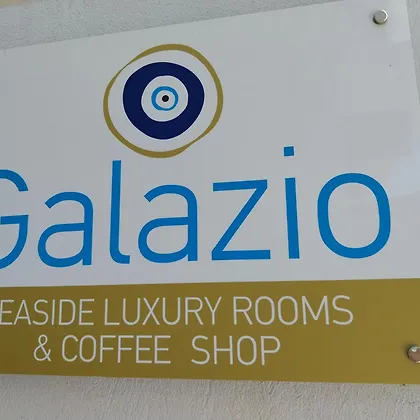 Galazio
EASIDE LUXURY ROOMS
& COFFEE SHOP